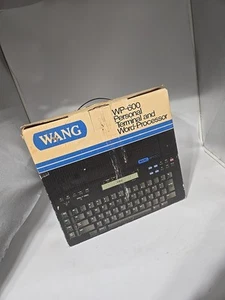 WANG
WP-600
Personal
Terminal and
Word-Processor